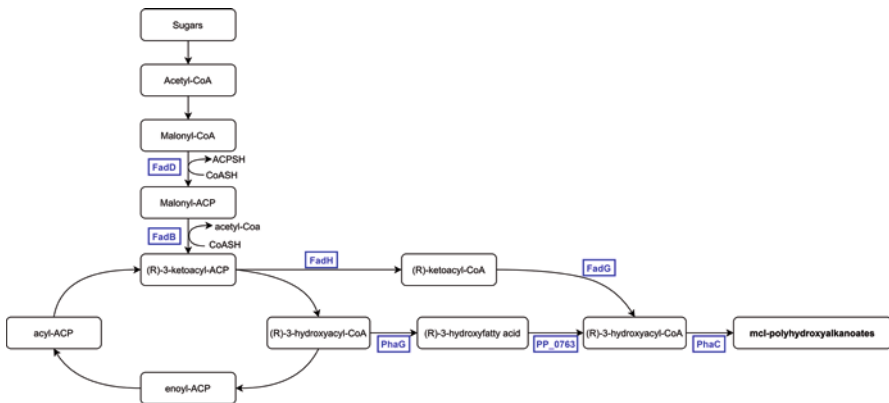 Sugars
Acetyl-CoA
Malonyl-CoA
FadD
ACPSH
CoASH
Malonyl-ACP
FadB
acetyl-Coa
CoASH
(R)-3-ketoacyl-ACP
FadH
(R)-ketoacyl-CoA
FadG
acyl-ACP
(R)-3-hydroxyacyl-CoA
PhaG
(R)-3-hydroxyfatty acid
PP_0763
(R)-3-hydroxyacyl-CoA
PhaC
mcl-polyhydroxyalkanoates
enoyl-ACP